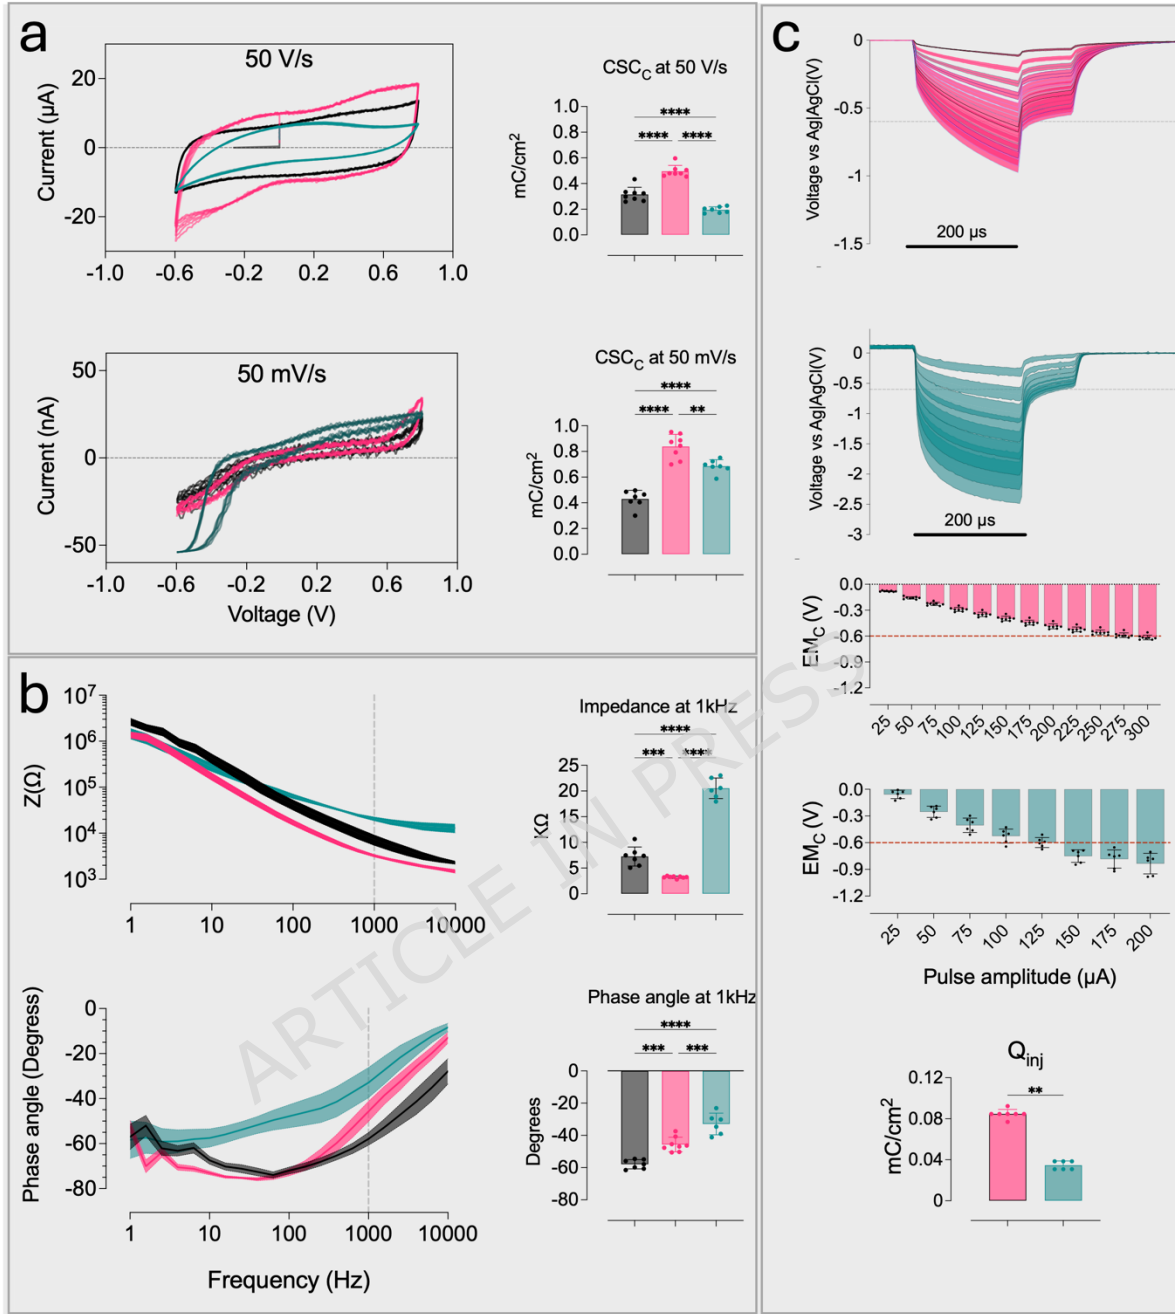 a
50 V/s
Current (µA)
20
0
-20
-1.0 -0.6 -0.2 0.2 0.6 1.0
CSCC at 50 V/s
mC/cm2
1.0
0.8
0.6
0.4
0.2
0.0
****
**** ****
50 mV/s
Current (nA)
50
0
-50
-1.0 -0.6 -0.2 0.2 0.6 1.0
Voltage (V)
CSCC at 50 mV/s
mC/cm2
1.0
0.8
0.6
0.4
0.2
0.0
****
**** **
b
Z(Ω)
107
106
105
104
103
1 10 100 1000 10000
Impedance at 1kHz
KΩ
25
20
15
10
5
0
****
*** ****
Phase angle (Degress)
0
-20
-40
-60
-80
1 10 100 1000 10000
Frequency (Hz)
Phase angle at 1kHz
Degrees
0
-20
-40
-60
-80
****
*** ***
c
Voltage vs Ag|AgCl(V)
0
-0.5
-1
-1.5
200 µs
Voltage vs Ag|AgCl(V)
0
-0.5
-1
-1.5
-2
-2.5
-3
200 µs
EMC (V)
0.0
-0.3
-0.6
-0.9
-1.2
25 50 75 100 125 150 175 200 225 250 275 300
EMC (V)
0.0
-0.3
-0.6
-0.9
-1.2
25 50 75 100 125 150 175 200
Pulse amplitude (µA)
Qinj
mC/cm2
0.12
0.08
0.04
0
**
ARTICLE IN PRESS